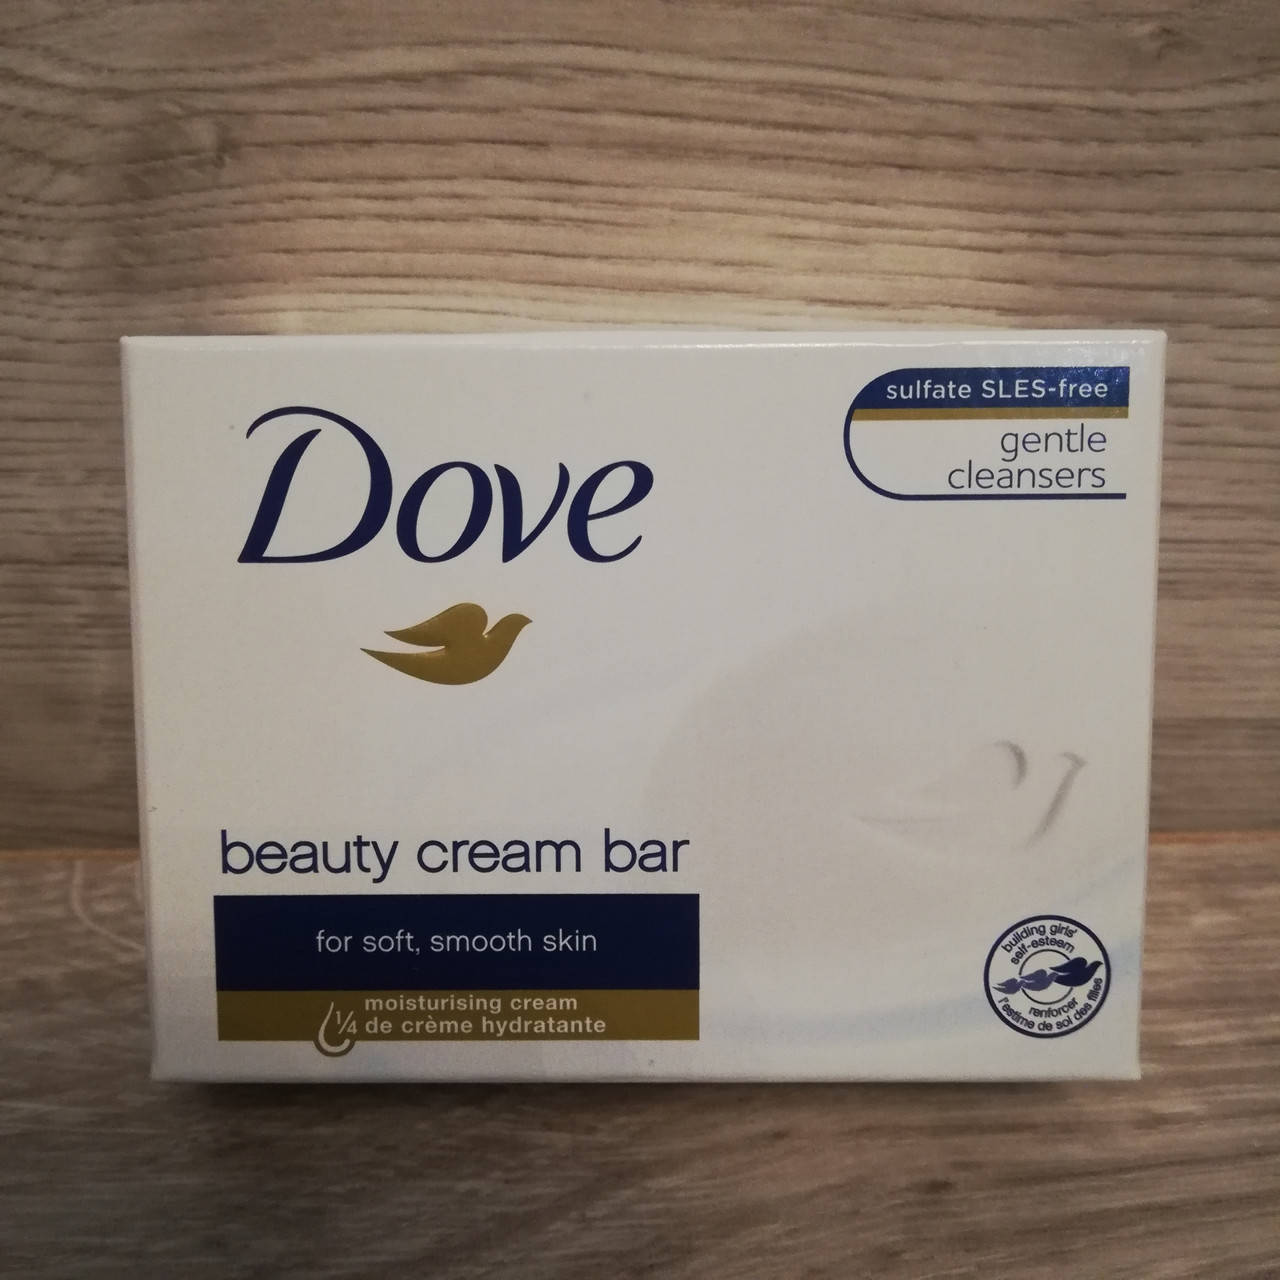 Dove
sulfate SLES-free
gentle
cleansers
beauty cream bar
for soft, smooth skin
1/4
moisturising cream
de crème hydratante
building girls'
self-esteem
renforcer
l'estime de soi des filles